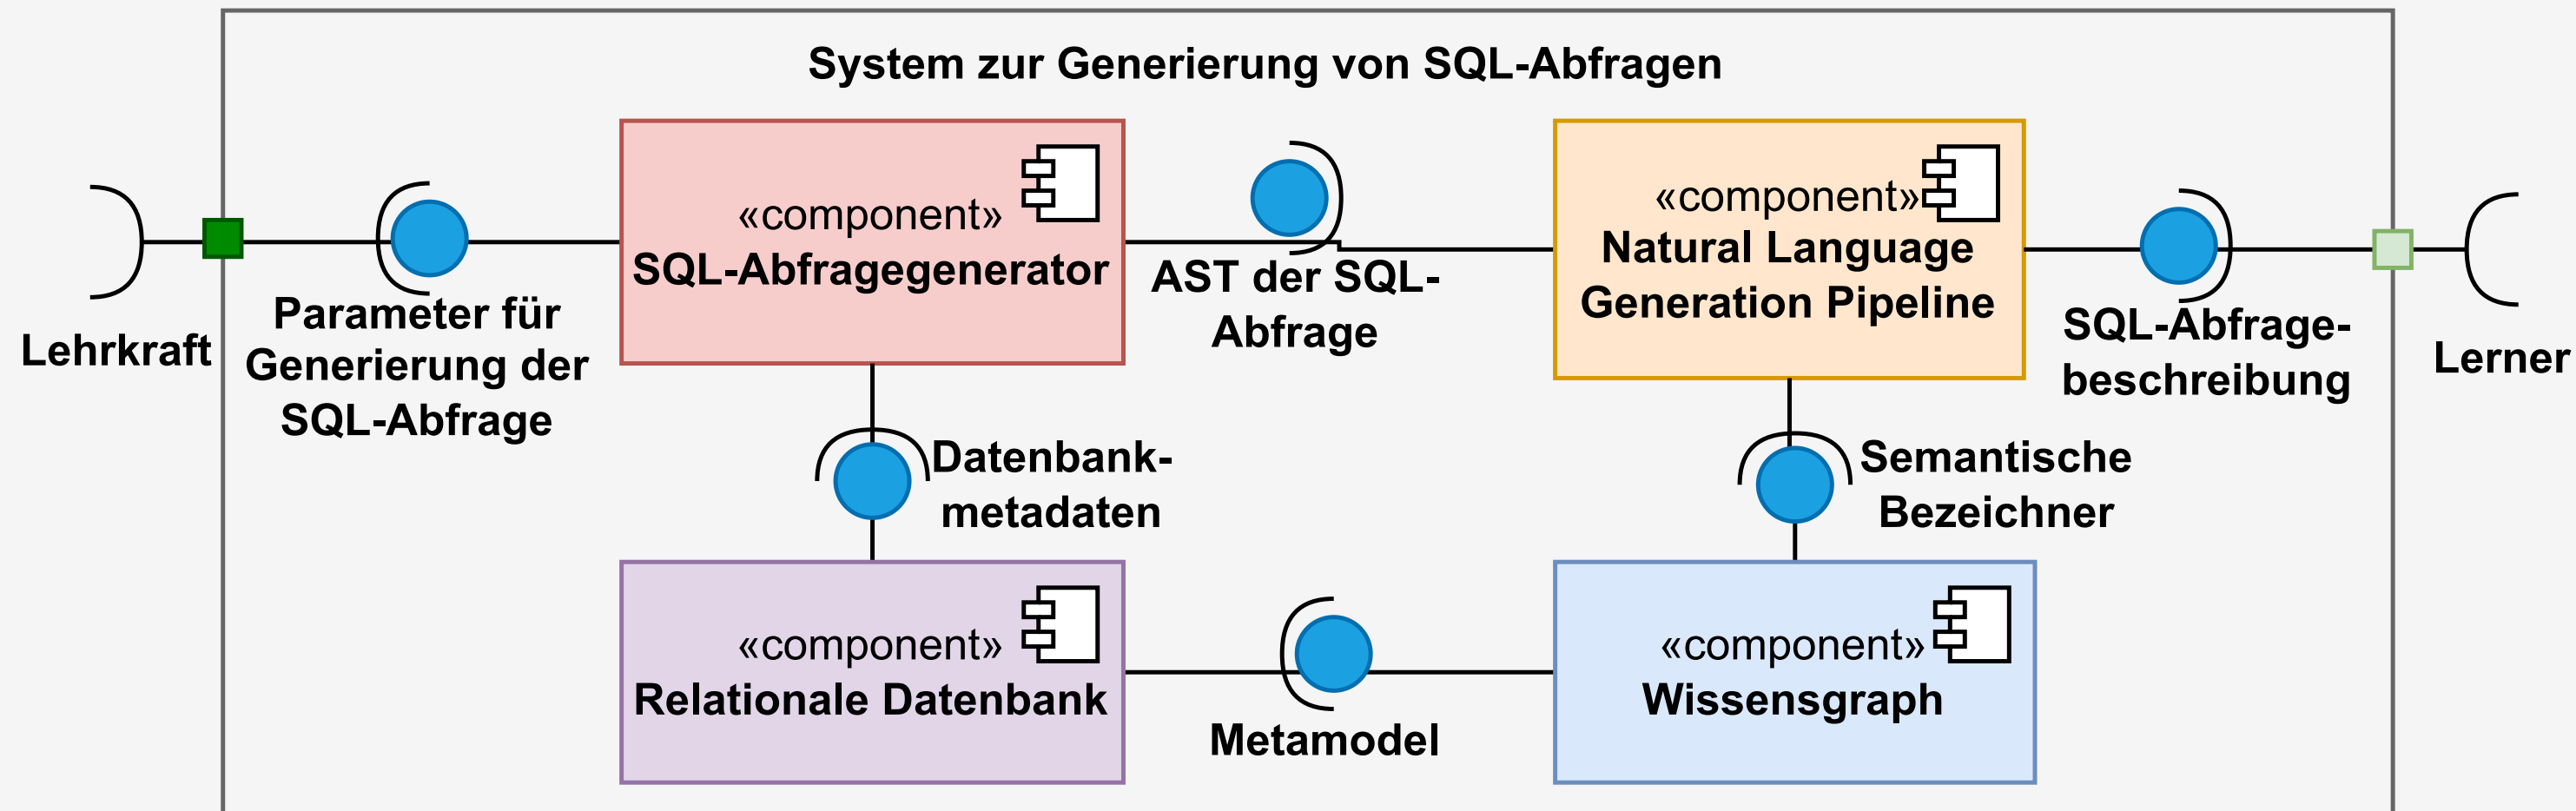 System zur Generierung von SQL-Abfragen
Lehrkraft
Parameter für
Generierung der
SQL-Abfrage
«component»
SQL-Abfragegenerator
AST der SQL-
Abfrage
«component»
Natural Language
Generation Pipeline
SQL-Abfrage-
beschreibung
Lerner
Datenbank-
metadaten
Semantische
Bezeichner
«component»
Relationale Datenbank
Metamodel
«component»
Wissensgraph